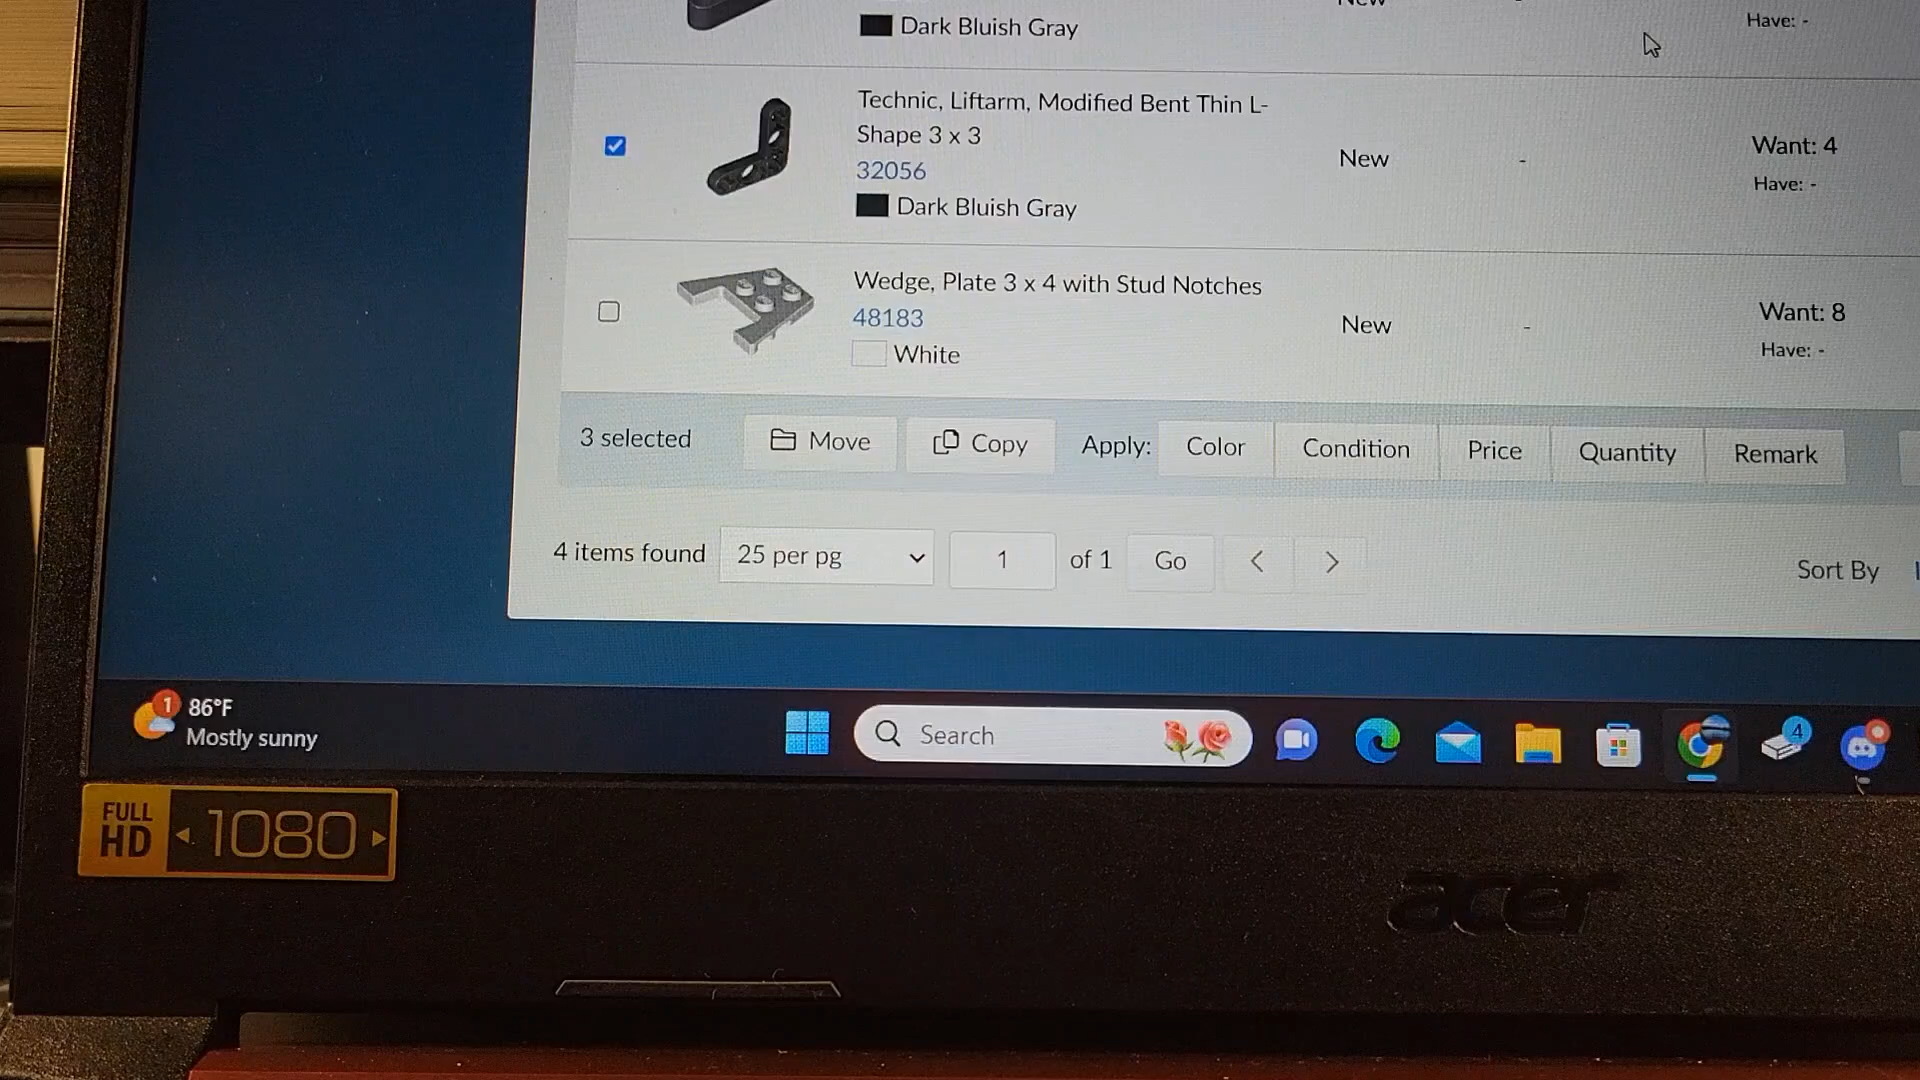 Dark Bluish Gray
New
-
Have: -
Technic, Liftarm, Modified Bent Thin L-
Shape 3 x 3
32056
Dark Bluish Gray
New
-
Want: 4
Have: -
Wedge, Plate 3 x 4 with Stud Notches
48183
White
New
-
Want: 8
Have: -
3 selected
Move
Copy
Apply:
Color
Condition
Price
Quantity
Remark
4 items found
25 per pg
1
of 1
Go
<
>
Sort By
1
86°F
Mostly sunny
Search
4
FULL
HD
1080
acer